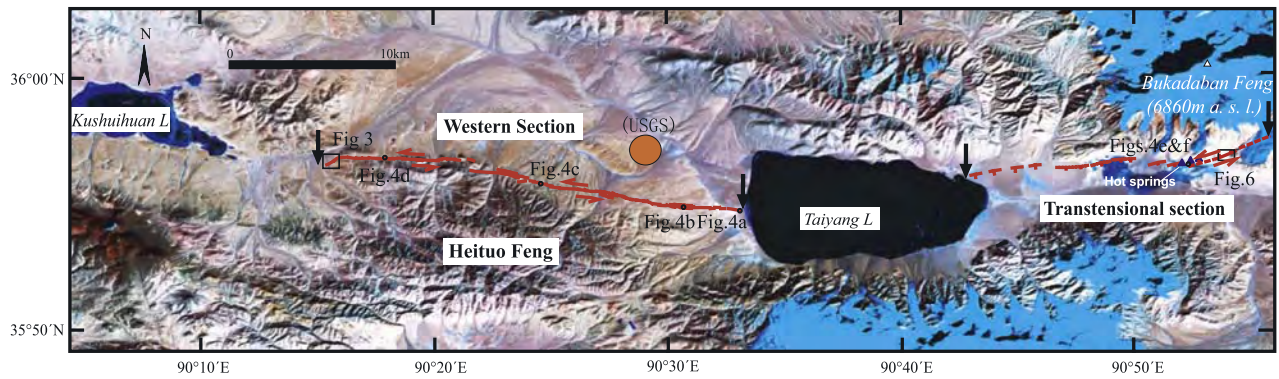 N
0
10km
36°00´N
Bukadaban Feng
(6860m a. s. l.)
Kushuihuan L
Western Section
(USGS)
Fig 3
Figs.4e&f
Fig.4d
Fig.4c
Hot springs
Fig.6
Fig.4b
Fig.4a
Taiyang L
Transtensional section
Heituo Feng
35°50´N
90°10´E
90°20´E
90°30´E
90°40´E
90°50´E